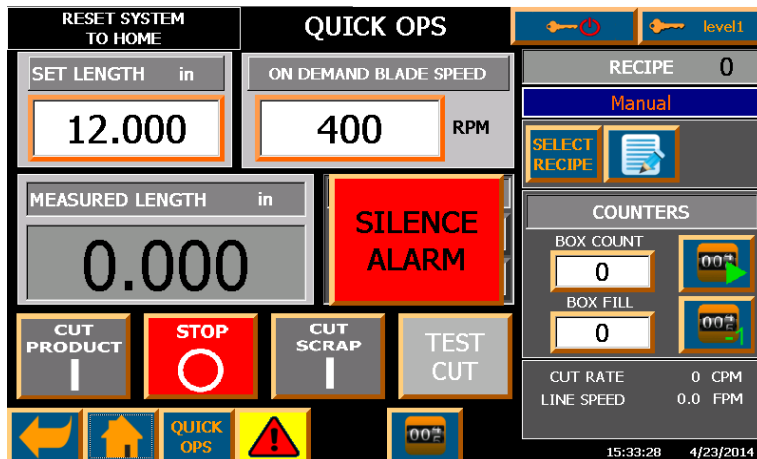 RESET SYSTEM
TO HOME
QUICK OPS
level1
SET LENGTH in
12.000
ON DEMAND BLADE SPEED
400 RPM
RECIPE 0
Manual
SELECT
RECIPE
MEASURED LENGTH in
0.000
SILENCE
ALARM
COUNTERS
BOX COUNT
0
BOX FILL
0
-1
CUT
PRODUCT
STOP
CUT
SCRAP
TEST
CUT
CUT RATE 0 CPM
LINE SPEED 0.0 FPM
QUICK
OPS
15:33:28 4/23/2014